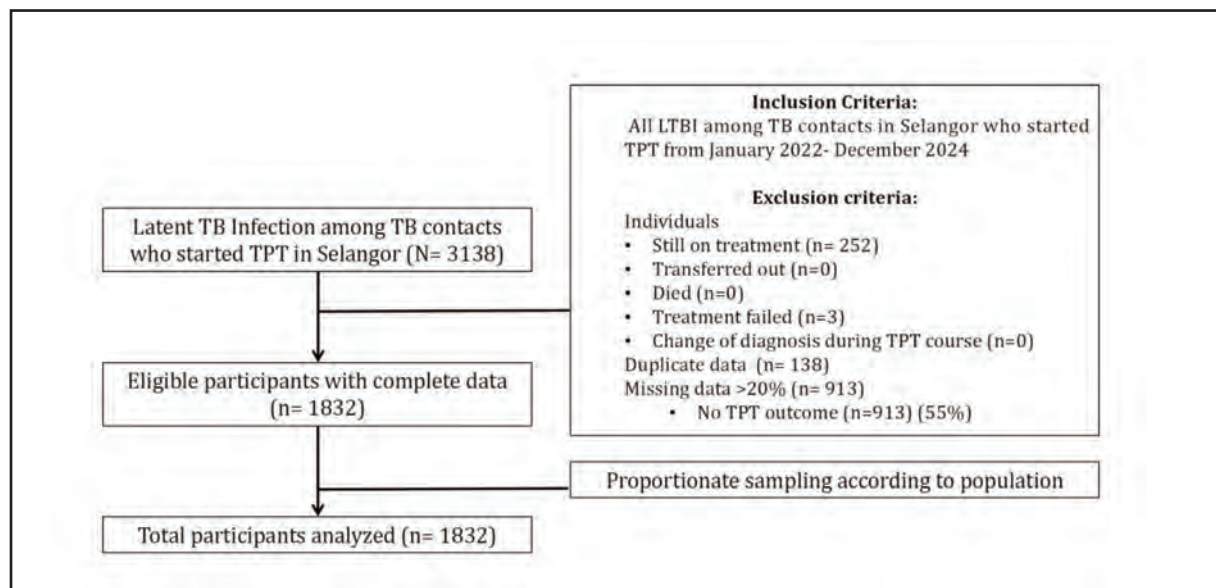 Inclusion Criteria:
All LTBI among TB contacts in Selangor who started
TPT from January 2022- December 2024
Exclusion criteria:
Individuals
• Still on treatment (n= 252)
• Transferred out (n=0)
• Died (n=0)
• Treatment failed (n=3)
• Change of diagnosis during TPT course (n=0)
Duplicate data (n= 138)
Missing data >20% (n= 913)
• No TPT outcome (n=913) (55%)
Latent TB Infection among TB contacts
who started TPT in Selangor (N= 3138)
Eligible participants with complete data
(n= 1832)
Proportionate sampling according to population
Total participants analyzed (n= 1832)